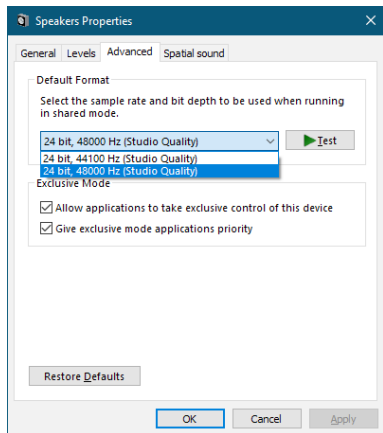 Speakers Properties
General Levels Advanced Spatial sound
Default Format
Select the sample rate and bit depth to be used when running
in shared mode.
24 bit, 48000 Hz (Studio Quality)
Test
24 bit, 44100 Hz (Studio Quality)
24 bit, 48000 Hz (Studio Quality)
Exclusive Mode
Allow applications to take exclusive control of this device
Give exclusive mode applications priority
Restore Defaults
OK Cancel Apply